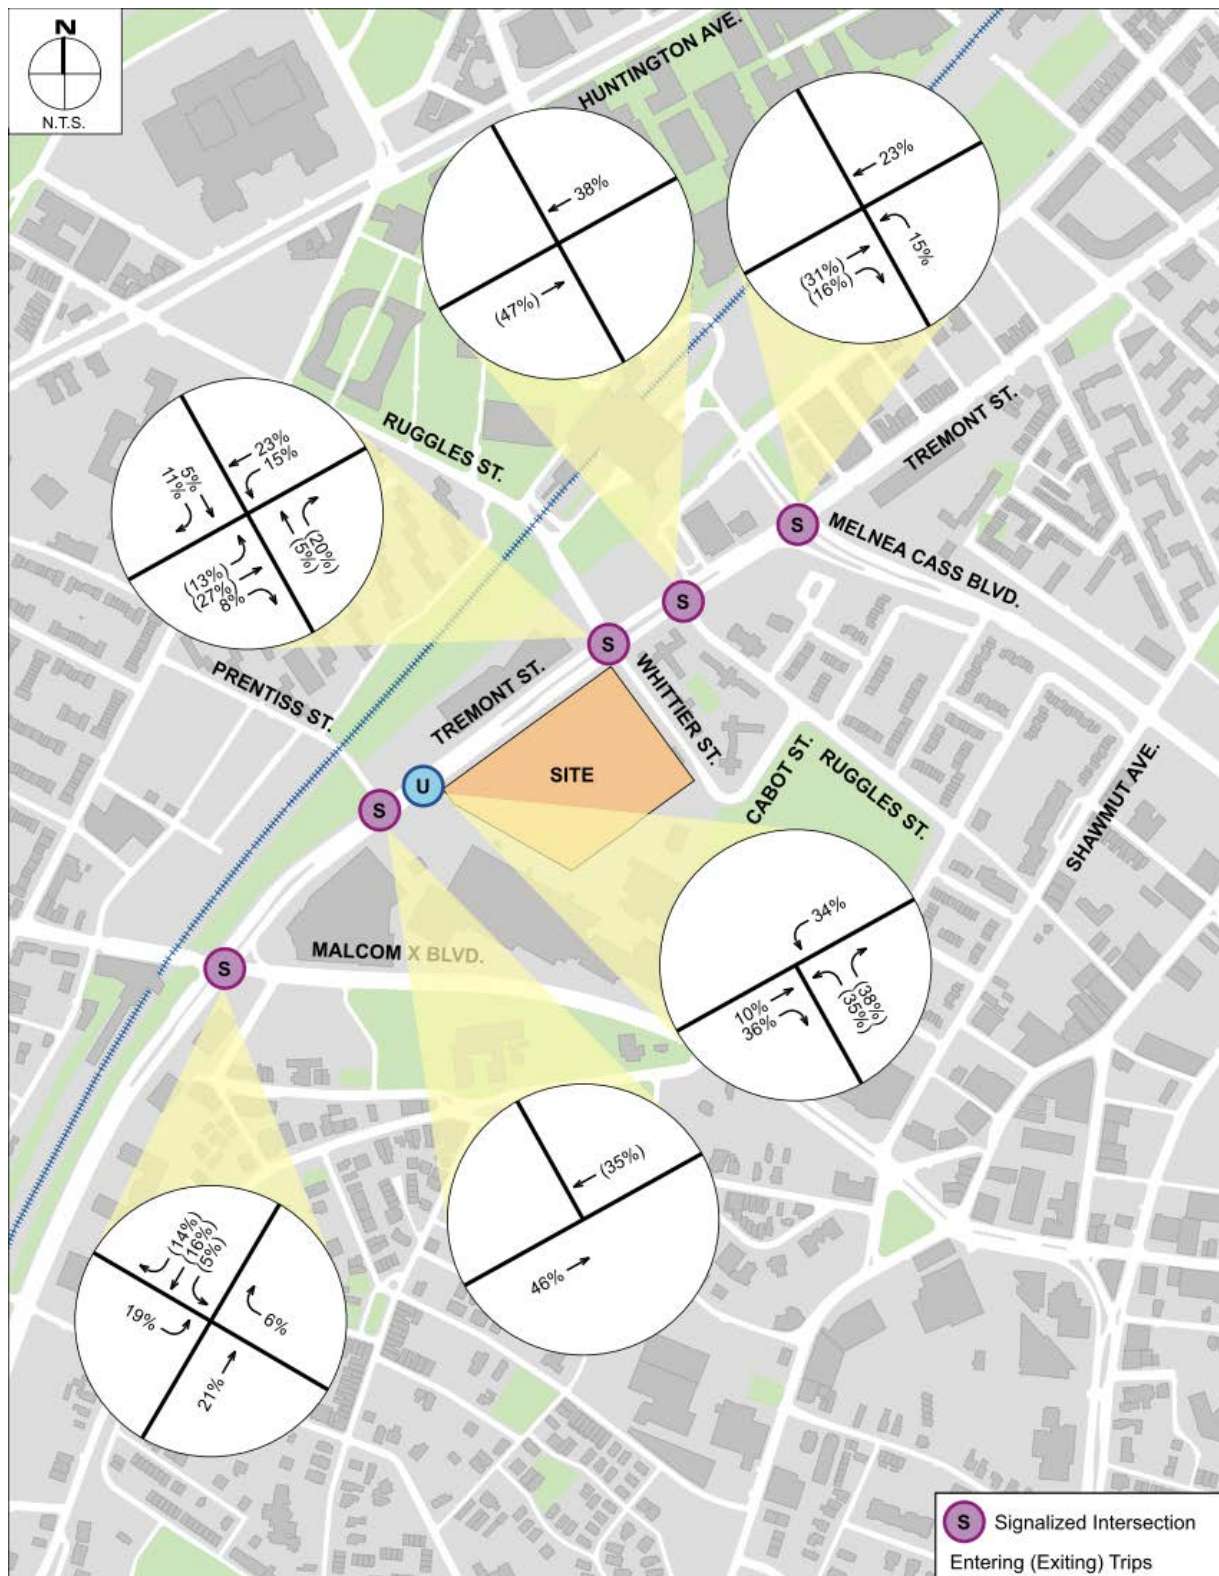 N
N.T.S.
HUNTINGTON AVE.
38%
(47%)
23%
15%
(31%)
(16%)
RUGGLES ST.
TREMONT ST.
23%
15%
5%
11%
(20%)
(5%)
(13%)
(27%)
8%
S
MELNEA CASS BLVD.
S
S
PRENTISS ST.
TREMONT ST.
WHITTIER ST.
SITE
U
S
CABOT ST.
RUGGLES ST.
SHAWMUT AVE.
MALCOM X BLVD.
S
34%
10%
36%
(38%)
(35%)
(35%)
46%
(14%)
(16%)
(5%)
19%
6%
21%
S Signalized Intersection
Entering (Exiting) Trips